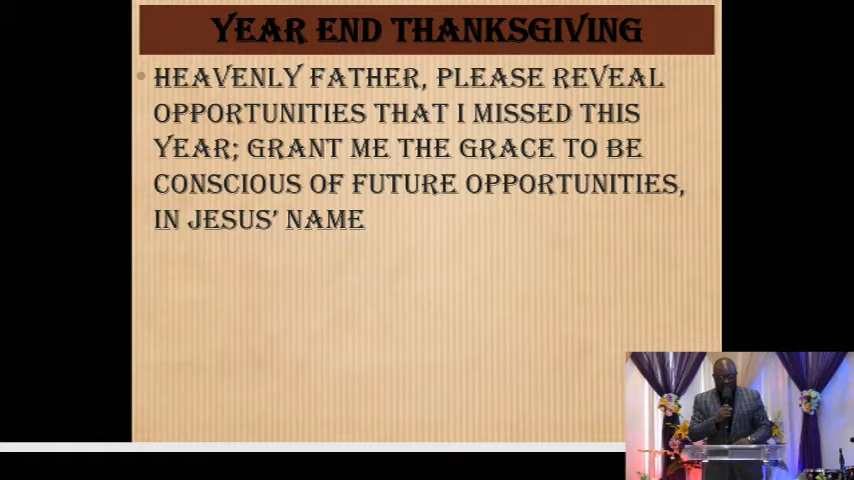 YEAR END THANKSGIVING
HEAVENLY FATHER, PLEASE REVEAL
OPPORTUNITIES THAT I MISSED THIS
YEAR; GRANT ME THE GRACE TO BE
CONSCIOUS OF FUTURE OPPORTUNITIES,
IN JESUS’ NAME